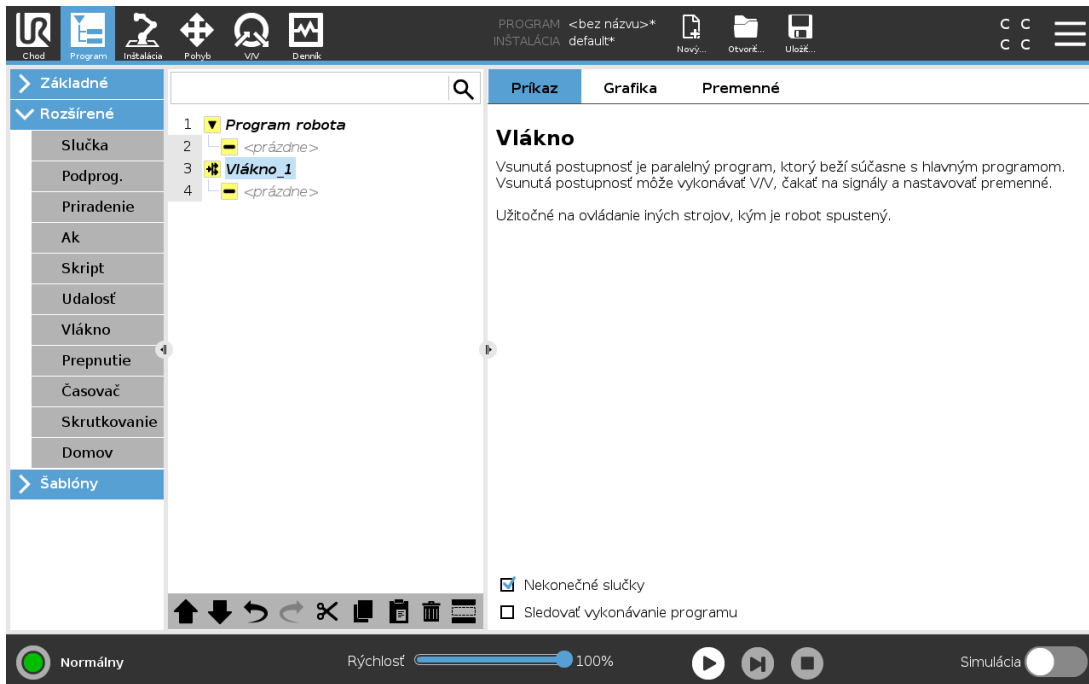 UR
Chod
Program
Inštalácia
Pohyb
V/V
Denník
PROGRAM <bez názvu>*
INŠTALÁCIA default*
Nový...
Otvoriť...
Uložiť...
C C
C C
Základné
Rozšírené
Slučka
Podprog.
Priradenie
Ak
Skript
Udalosť
Vlákno
Prepnutie
Časovač
Skrutkovanie
Domov
Šablóny
1 Program robota
2 <prázdne>
3 Vlákno_1
4 <prázdne>
Príkaz Grafika Premenné
Vlákno
Vsunutá postupnosť je paralelný program, ktorý beží súčasne s hlavným programom.
Vsunutá postupnosť môže vykonávať V/V, čakať na signály a nastavovať premenné.
Užitočné na ovládanie iných strojov, kým je robot spustený.
Nekonečné slučky
Sledovať vykonávanie programu
Normálny
Rýchlosť 100%
Simulácia